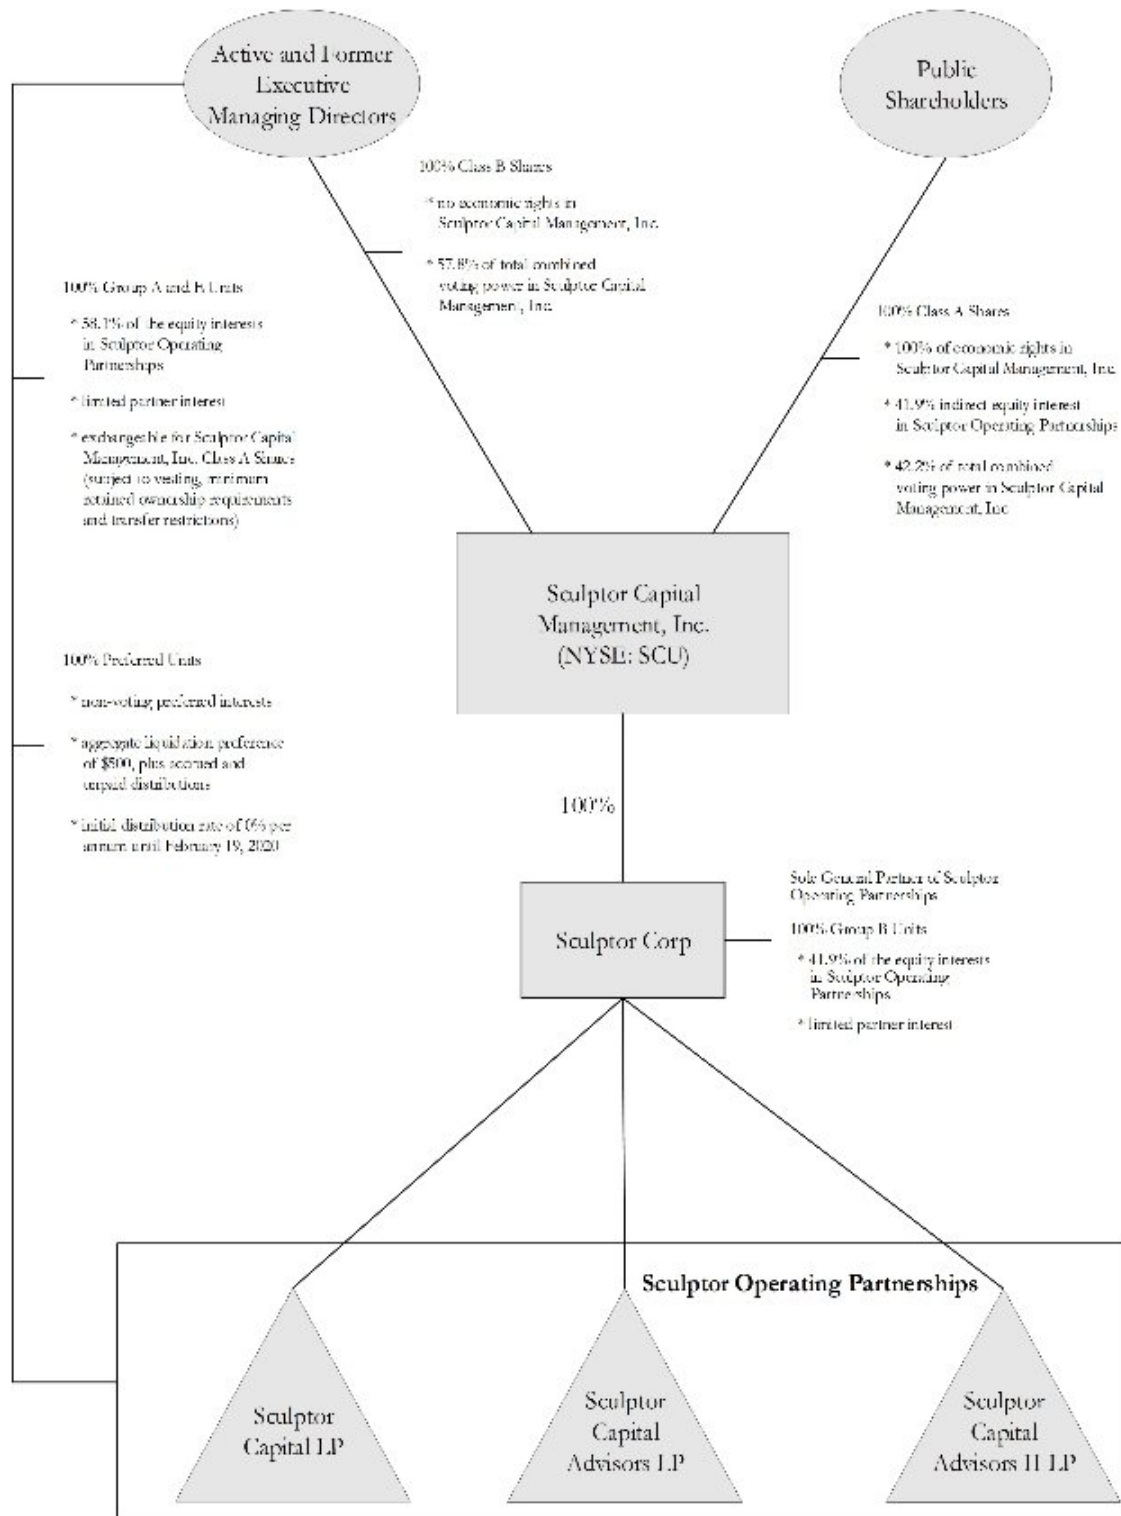 Active and Former
Executive
Managing Directors
Public
Shareholders
100% Class B Shares
* no economic rights in
Sculptor Capital Management, Inc.
* 57.8% of total combined
voting power in Sculptor Capital
Management, Inc.
100% Group A and E Units
* 58.1% of the equity interests
in Sculptor Operating
Partnerships
* limited partner interest
* exchangeable for Sculptor Capital
Management, Inc. Class A Shares
(subject to vesting, minimum
retained ownership requirements
and transfer restrictions)
100% Class A Shares
* 100% of economic rights in
Sculptor Capital Management, Inc.
* 41.9% indirect equity interest
in Sculptor Operating Partnerships
* 42.2% of total combined
voting power in Sculptor Capital
Management, Inc
Sculptor Capital
Management, Inc.
(NYSE: SCU)
100% Preferred Units
* non-voting preferred interests
* aggregate liquidation preference
of $500, plus accrued and
unpaid distributions
* initial distribution rate of 0% per
annum until February 19, 2020
100%
Sculptor Corp
Sole General Partner of Sculptor
Operating Partnerships
100% Group B Units
* 41.9% of the equity interests
in Sculptor Operating
Partnerships
* limited partner interest
Sculptor Operating Partnerships
Sculptor
Capital LP
Sculptor
Capital
Advisors LP
Sculptor
Capital
Advisors II LP